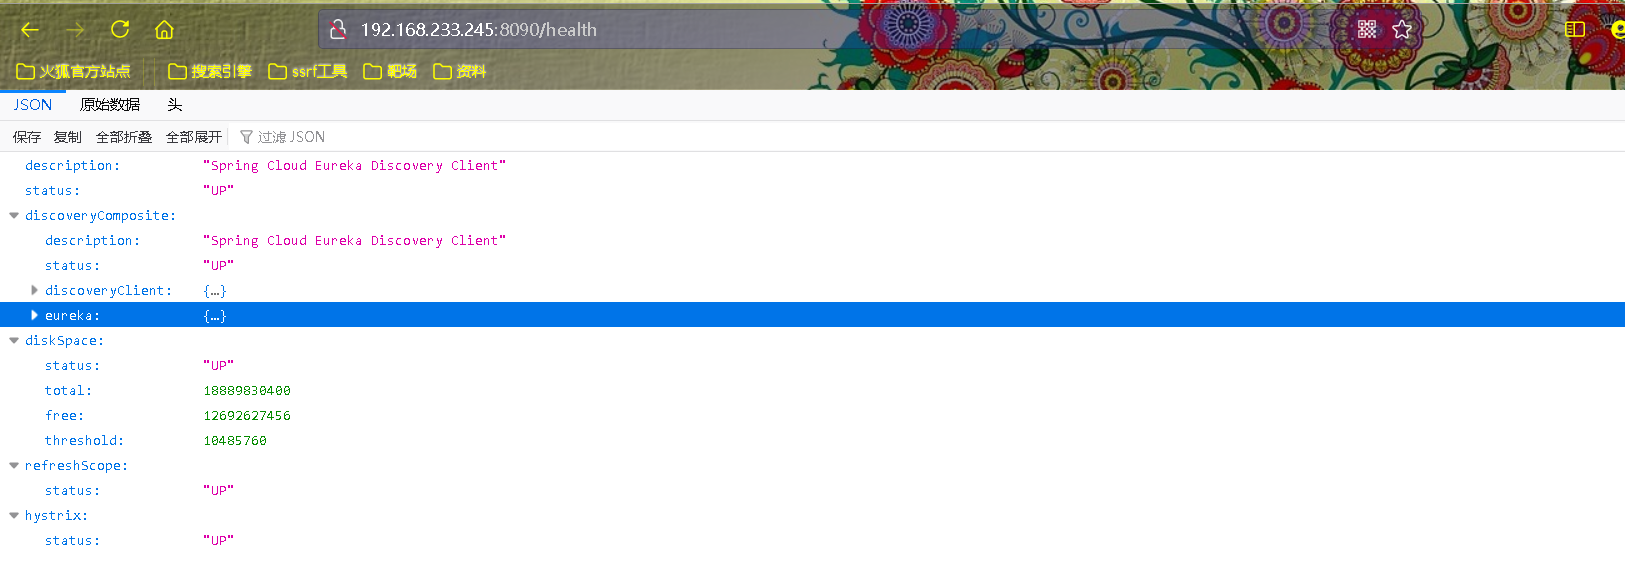 192.168.233.245:8090/health
火狐官方站点 搜索引擎 ssrf工具 靶场 资料
JSON 原始数据 头
保存 复制 全部折叠 全部展开 过滤 JSON
description: "Spring Cloud Eureka Discovery Client"
status: "UP"
discoveryComposite:
description: "Spring Cloud Eureka Discovery Client"
status: "UP"
discoveryClient: {…}
eureka: {…}
diskSpace:
status: "UP"
total: 18889830400
free: 12692627456
threshold: 10485760
refreshScope:
status: "UP"
hystrix:
status: "UP"